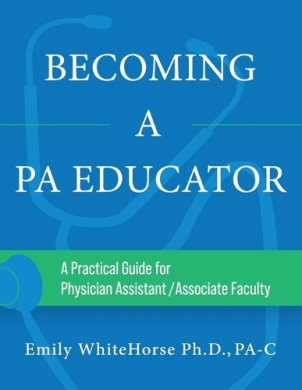 BECOMING
A
PA EDUCATOR
A Practical Guide for
Physician Assistant/Associate Faculty
Emily WhiteHorse Ph.D., PA-C